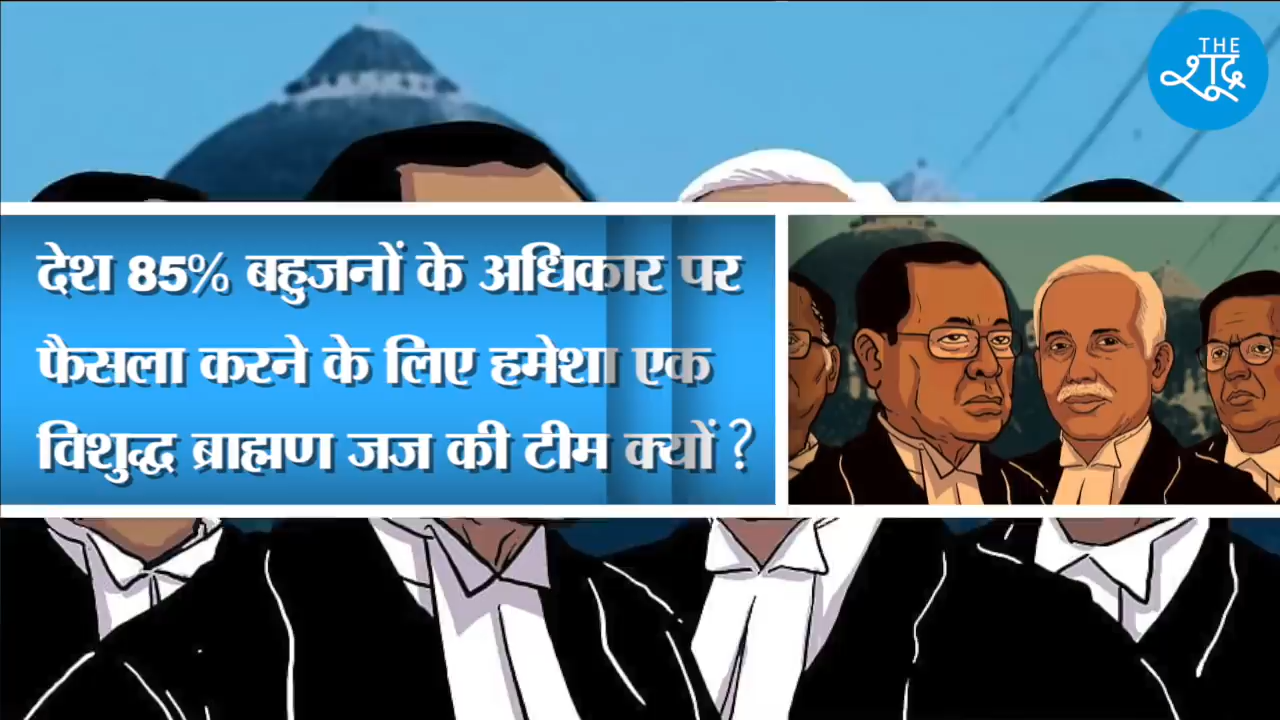 THE
शूद्र
देश 85% बहुजनों के अधिकार पर
फैसला करने के लिए हमेशा एक
विशुद्ध ब्राह्मण जज की टीम क्यों ?